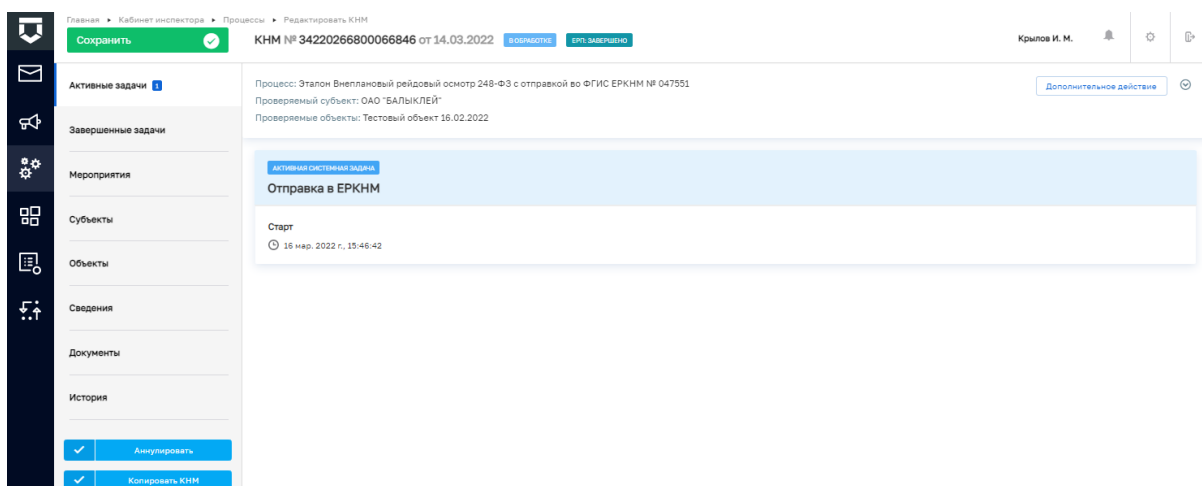 Главная ▸ Кабинет инспектора ▸ Процессы ▸ Редактировать КНМ
Сохранить
КНМ № 34220266800066846 от 14.03.2022 В ОБРАБОТКЕ ЕРП: ЗАВЕРШЕНО
Крылов И. М.
Активные задачи 1
Завершенные задачи
Мероприятия
Субъекты
Объекты
Сведения
Документы
История
Аннулировать
Копировать КНМ
Процесс: Эталон Внеплановый рейдовый осмотр 248-ФЗ с отправкой во ФГИС ЕРКНМ № 047551
Проверяемый субъект: ОАО "БАЛЫКЛЕЙ"
Проверяемые объекты: Тестовый объект 16.02.2022
Дополнительное действие
АКТИВНАЯ СИСТЕМНАЯ ЗАДАЧА
Отправка в ЕРКНМ
Старт
16 мар. 2022 г., 15:46:42